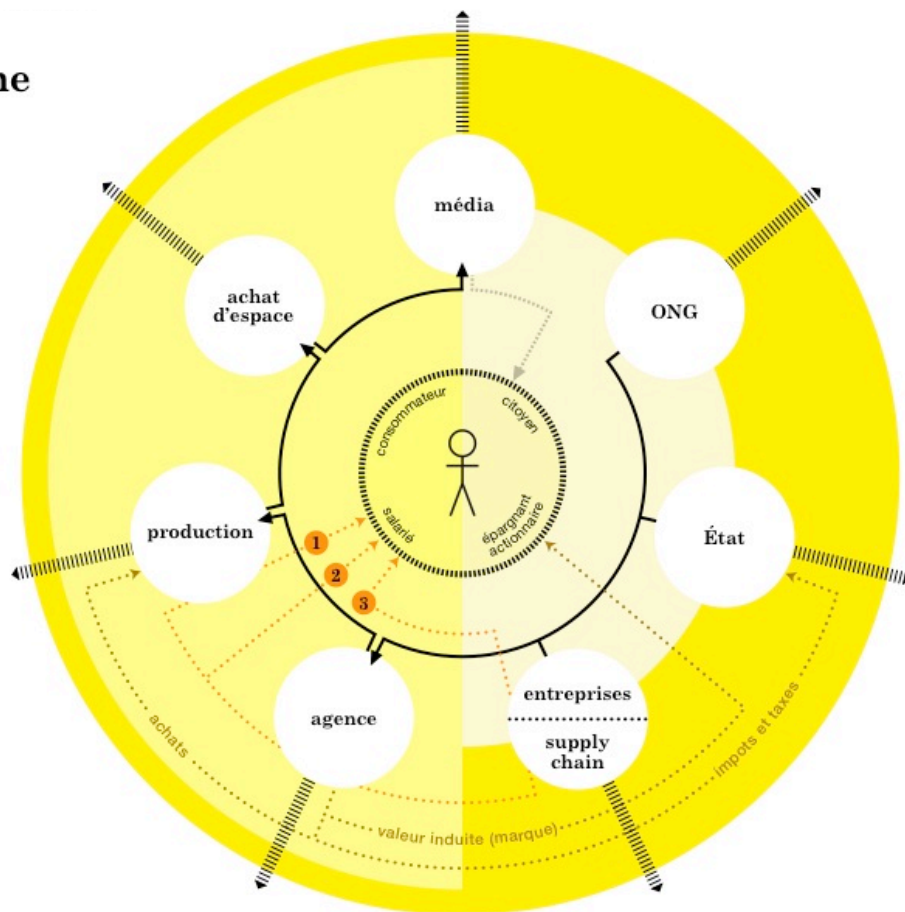 ne
média
achat
d'espace
ONG
consommateur
citoyen
production
salarié
épargnant
actionnaire
État
1
2
3
agence
entreprises
supply
chain
achats
valeur induite (marque)
impots et taxes